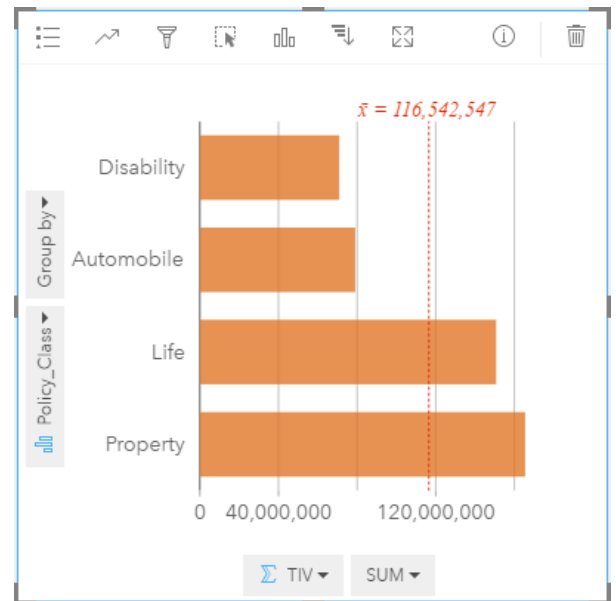 x̄ = 116,542,547
Disability
Automobile
Life
Property
Group by
Policy_Class
0 40,000,000 120,000,000
Σ TIV SUM